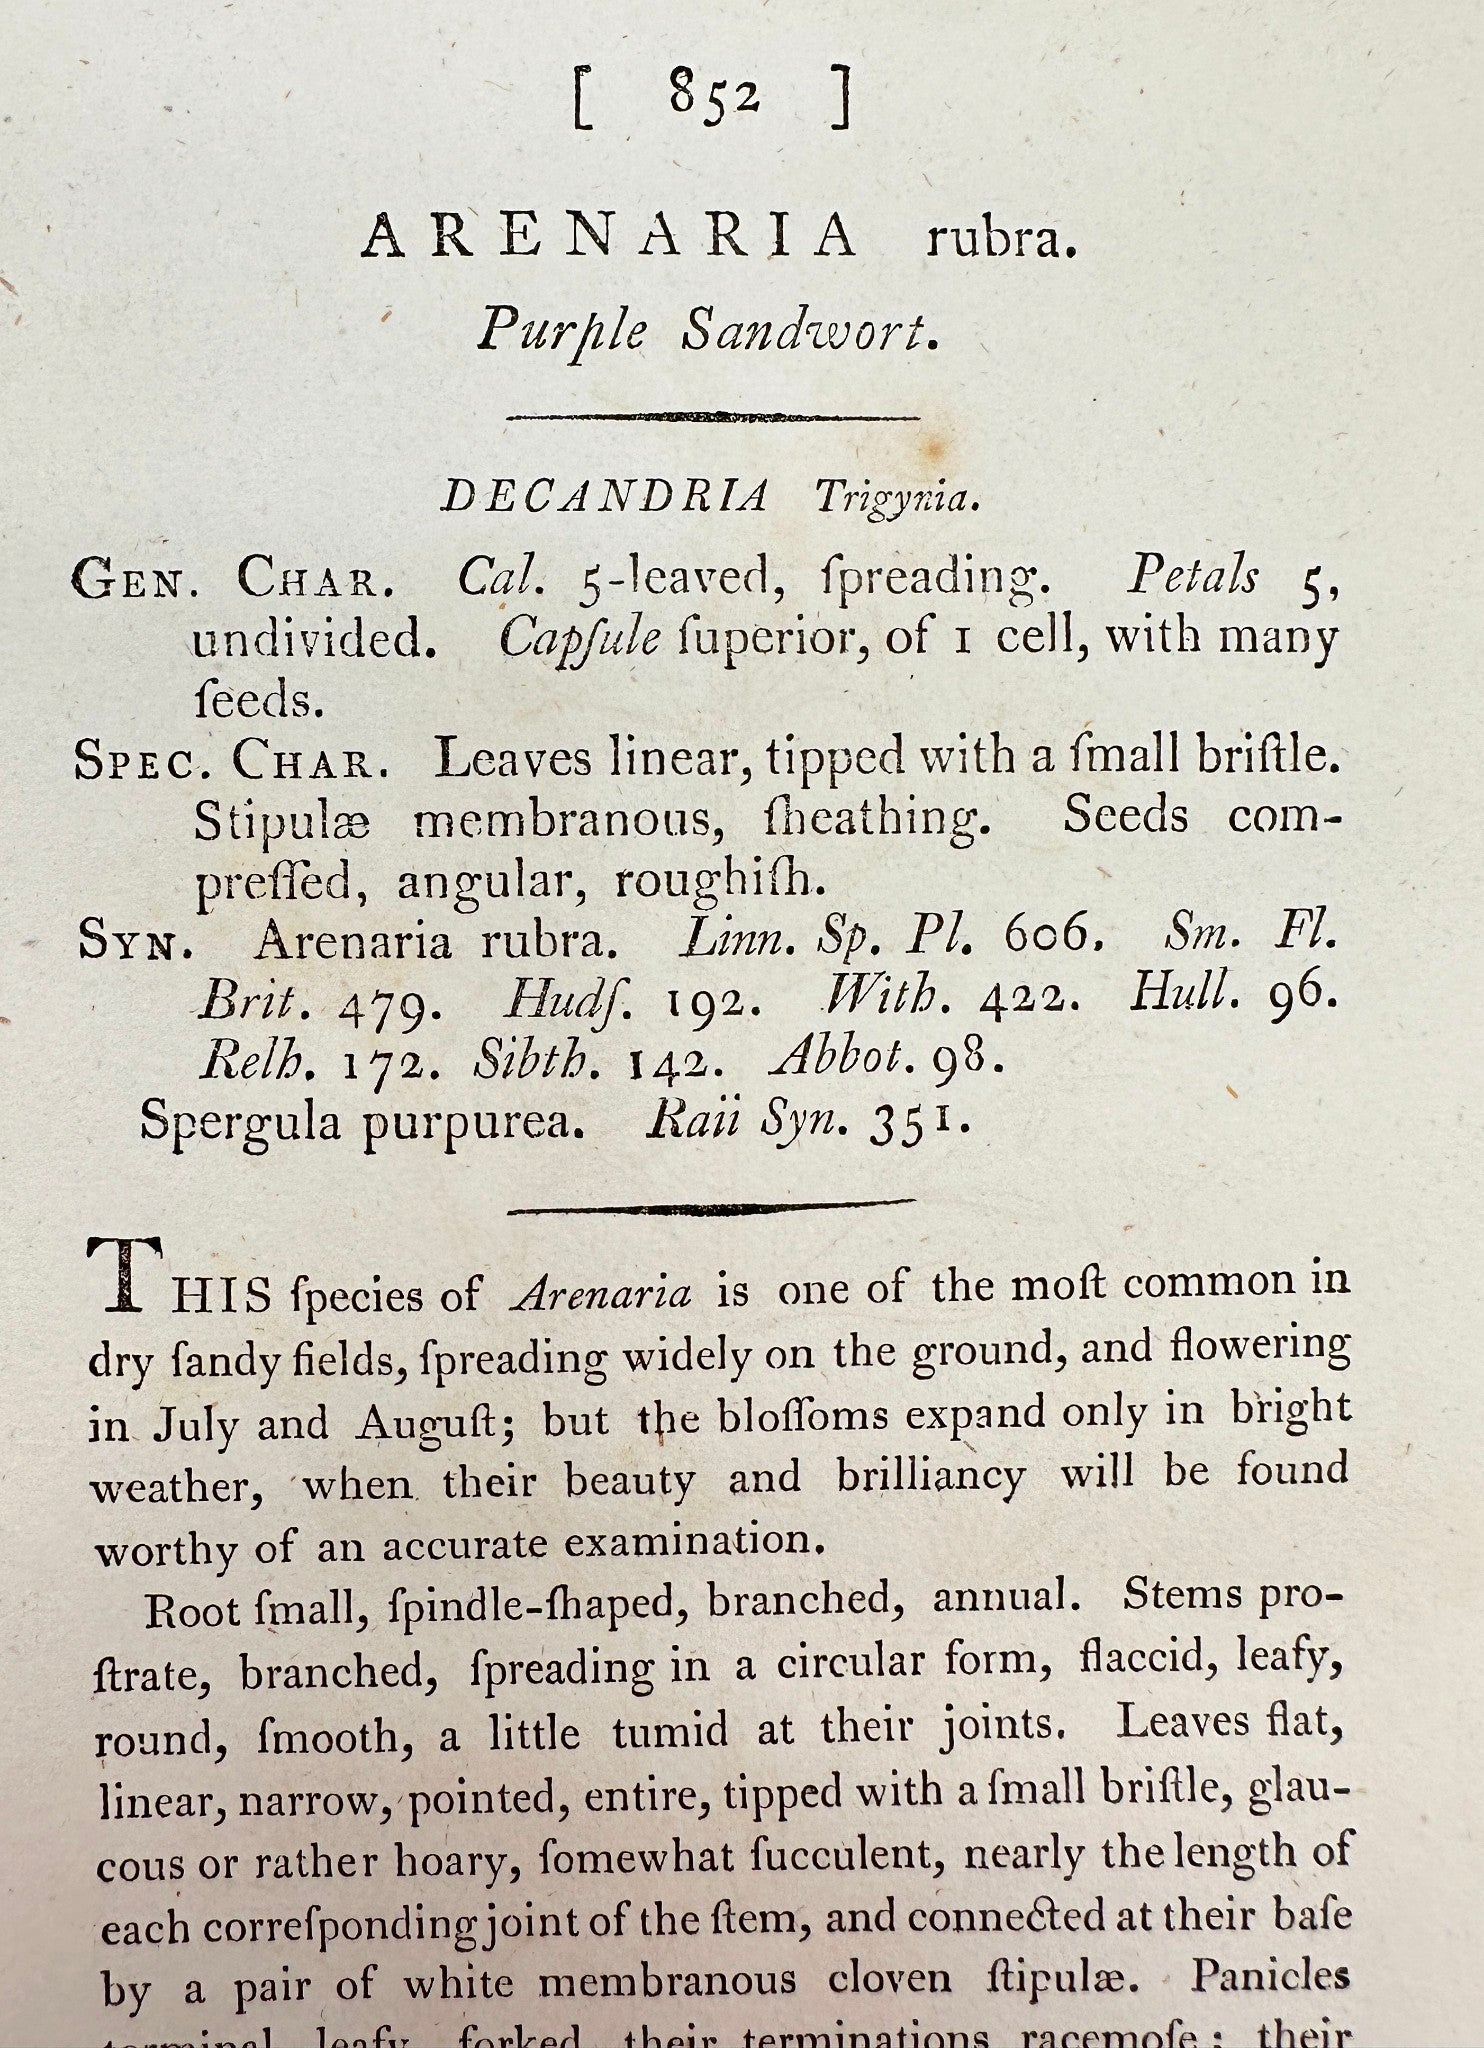 [ 852 ]
ARENARIA rubra.
Purple Sandwort.
DECANDRIA Trigynia.
GEN. CHAR. Cal. 5-leaved, ſpreading. Petals 5,
undivided. Capſule ſuperior, of 1 cell, with many
ſeeds.
SPEC. CHAR. Leaves linear, tipped with a ſmall briſtle.
Stipulæ membranous, ſheathing. Seeds com-
preſſed, angular, roughiſh.
SYN. Arenaria rubra. Linn. Sp. Pl. 606. Sm. Fl.
Brit. 479. Hudſ. 192. With. 422. Hull. 96.
Relh. 172. Sibth. 142. Abbot. 98.
Spergula purpurea. Raii Syn. 351.
THIS ſpecies of Arenaria is one of the moſt common in
dry ſandy fields, ſpreading widely on the ground, and flowering
in July and Auguſt; but the bloſſoms expand only in bright
weather, when their beauty and brilliancy will be found
worthy of an accurate examination.
Root ſmall, ſpindle-ſhaped, branched, annual. Stems pro-
ſtrate, branched, ſpreading in a circular form, flaccid, leafy,
round, ſmooth, a little tumid at their joints. Leaves flat,
linear, narrow, pointed, entire, tipped with a ſmall briſtle, glau-
cous or rather hoary, ſomewhat ſucculent, nearly the length of
each correſponding joint of the ſtem, and connected at their baſe
by a pair of white membranous cloven ſtipulæ. Panicles
terminal, leafy, forked, their terminations racemoſe; their